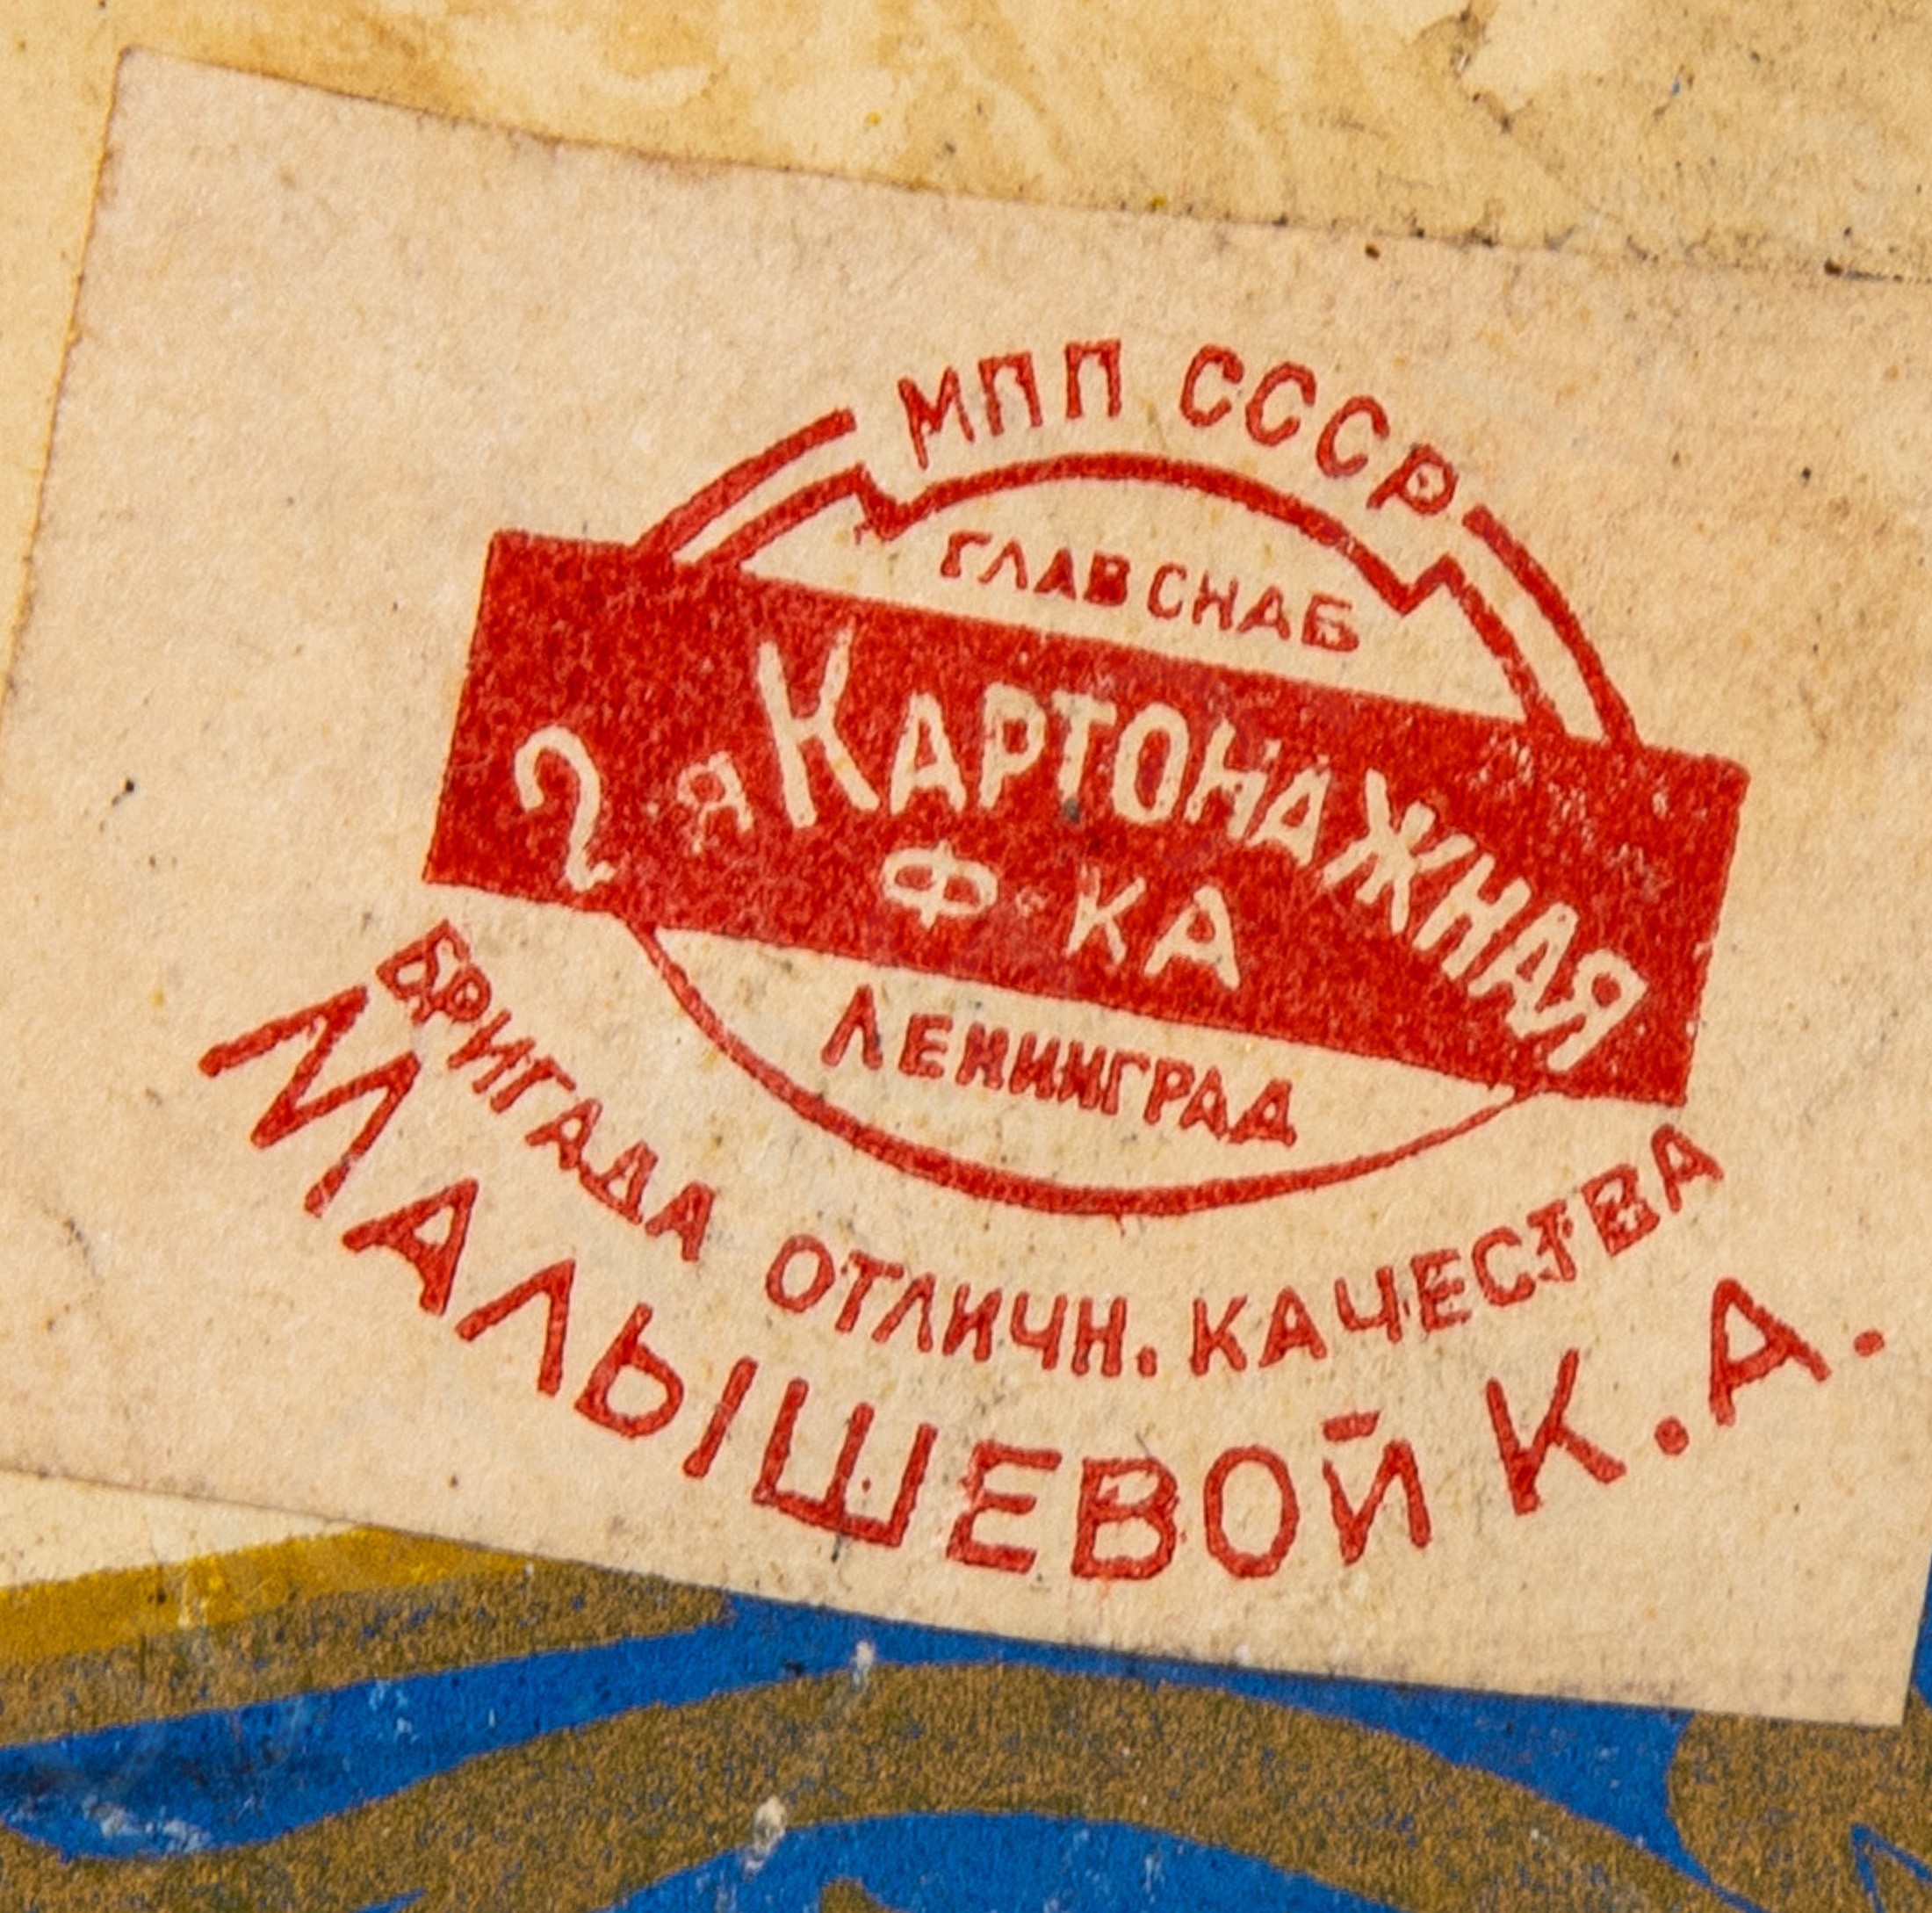 МПП СССР
ГЛАВСНАБ
2-я КАРТОНАЖНАЯ
Ф-КА
ЛЕНИНГРАД
БРИГАДА ОТЛИЧН. КАЧЕСТВА
МАЛЫШЕВОЙ К.А.